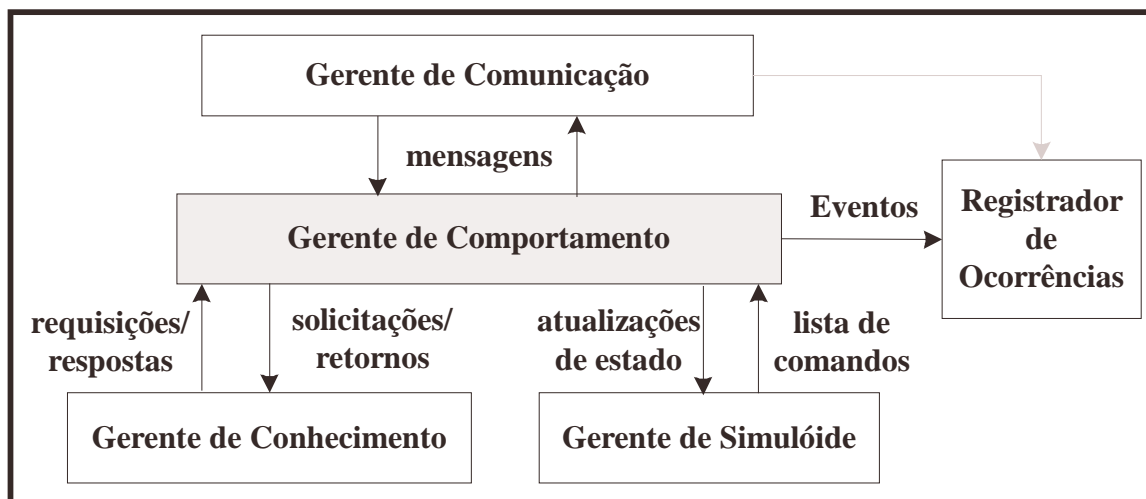 Gerente de Comunicação
mensagens
Gerente de Comportamento
Eventos
Registrador
de
Ocorrências
requisições/
respostas
solicitações/
retornos
atualizações
de estado
lista de
comandos
Gerente de Conhecimento
Gerente de Simulóide